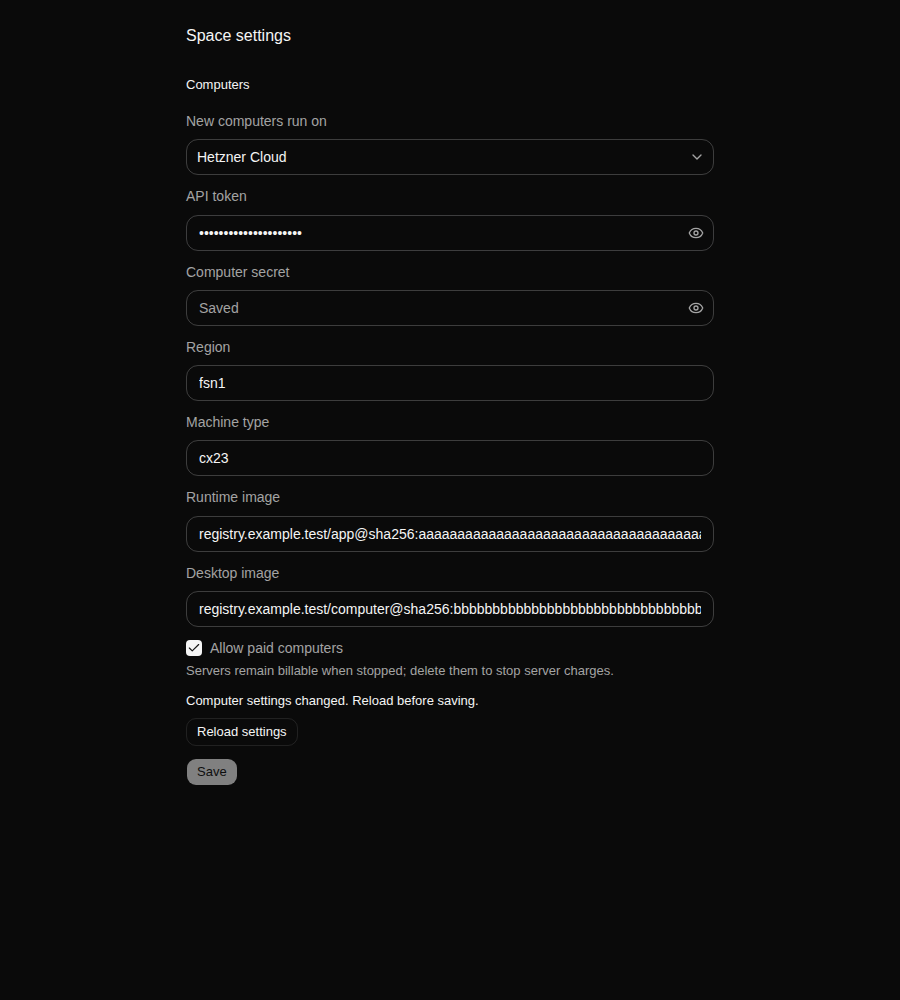 Space settings
Computers
New computers run on
Hetzner Cloud
API token
•••••••••••••••••••••
Computer secret
Saved
Region
fsn1
Machine type
cx23
Runtime image
registry.example.test/app@sha256:aaaaaaaaaaaaaaaaaaaaaaaaaaaaaaaaaaaaa
Desktop image
registry.example.test/computer@sha256:bbbbbbbbbbbbbbbbbbbbbbbbbbbbbbbb
Allow paid computers
Servers remain billable when stopped; delete them to stop server charges.
Computer settings changed. Reload before saving.
Reload settings
Save